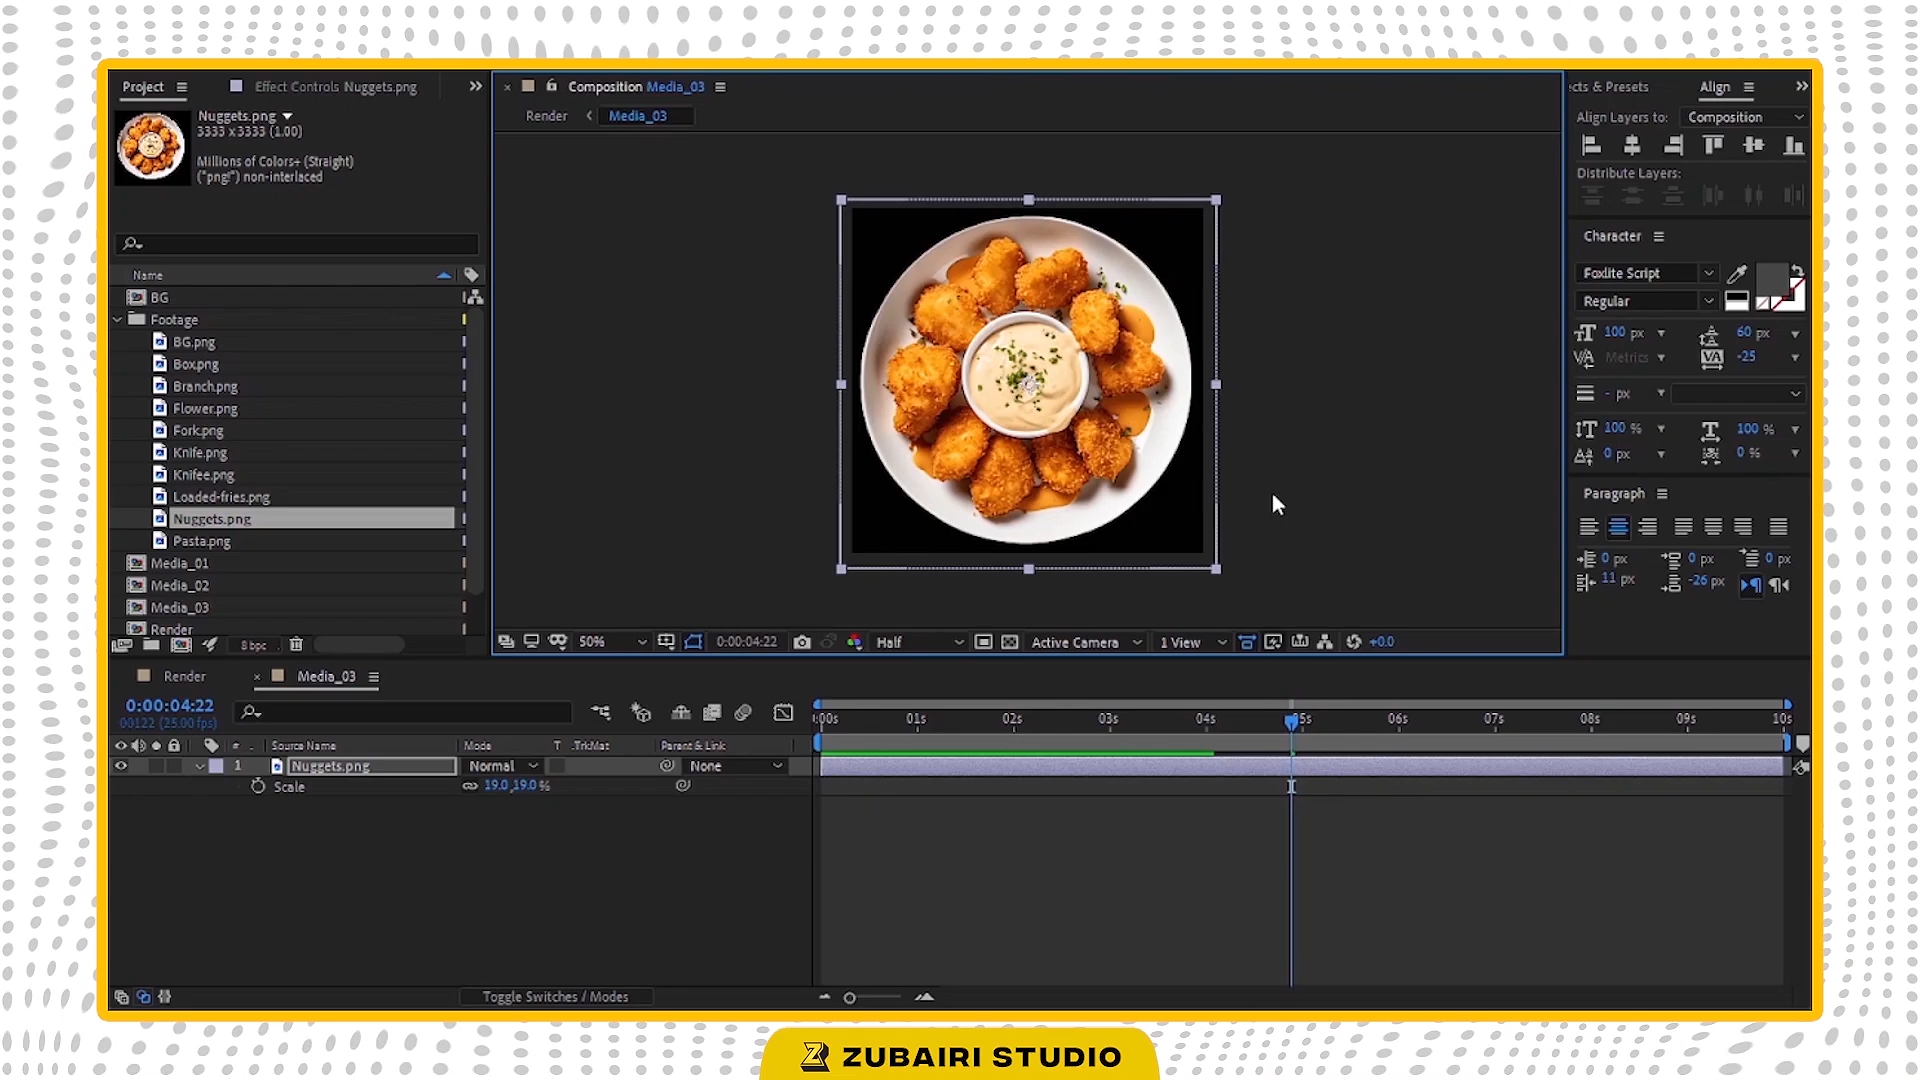 Project
Effect Controls Nuggets.png
Nuggets.png
3333 x 3333 (1.00)
Millions of Colors+ (Straight)
("png!") non-interlaced
Name
BG
Footage
BG.png
Box.png
Branch.png
Flower.png
Fork.png
Knife.png
Knifee.png
Loaded-fries.png
Nuggets.png
Pasta.png
Media_01
Media_02
Media_03
Render
8 bpc
Composition Media_03
Render
Media_03
50%
0:00:04:22
Half
Active Camera
1 View
+0.0
cts & Presets
Align
Align Layers to:
Composition
Distribute Layers:
Character
Foxlite Script
Regular
100 px
60 px
Metrics
-25
- px
100 %
100 %
0 px
0 %
Paragraph
0 px
0 px
0 px
11 px
-26 px
Render
Media_03
0:00:04:22
00122 (25.00 fps)
:00s
01s
02s
03s
04s
05s
06s
07s
08s
09s
10s
#
Source Name
Mode
T
.TrkMat
Parent & Link
1
Nuggets.png
Normal
None
Scale
19.0,19.0 %
Toggle Switches / Modes
ZUBAIRI STUDIO